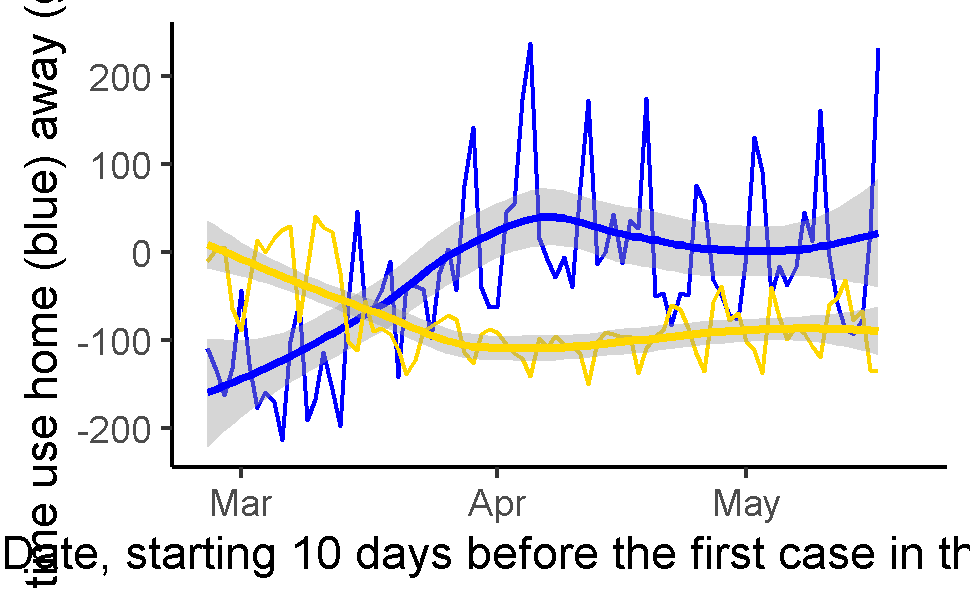 time use home (blue) away (
200
100
0
-100
-200
Mar Apr May
Date, starting 10 days before the first case in th